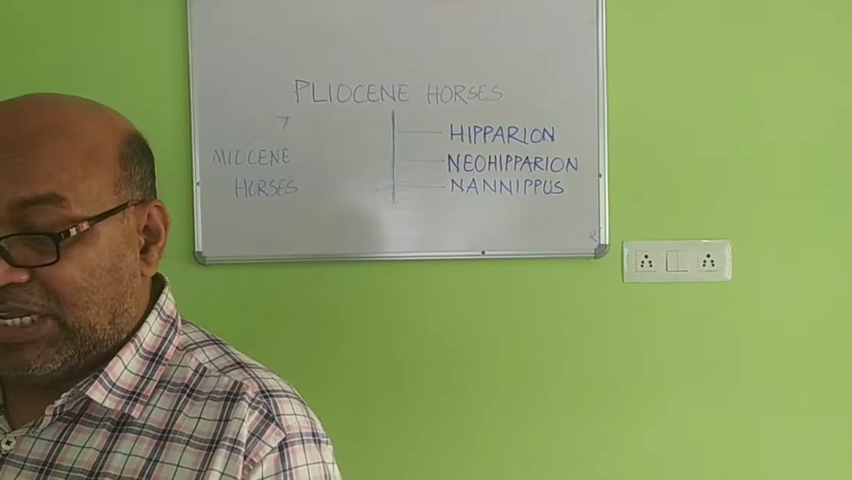 PLIOCENE HORSES
HIPPARION
MIOCENE
NEOHIPPARION
HORSES
NANNIPPUS